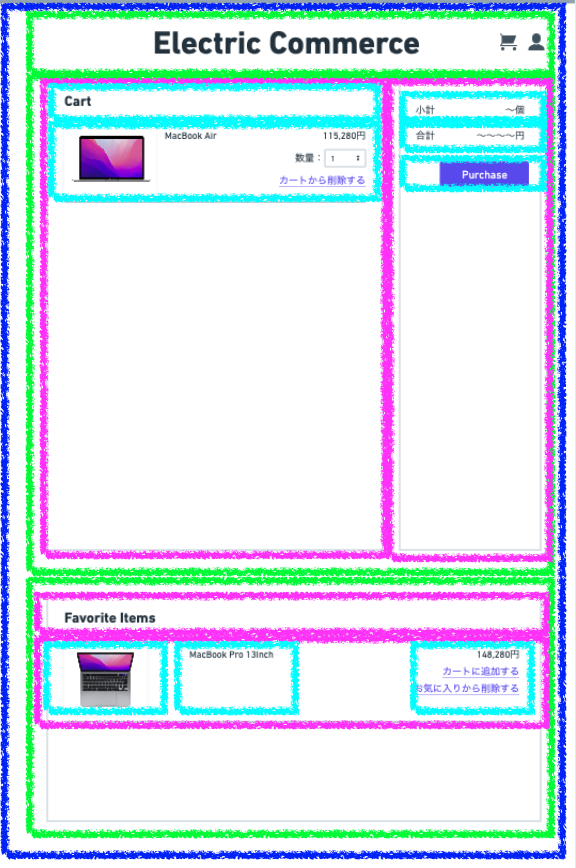 Electric Commerce
Cart
MacBook Air
115,280円
数量：
1
カートから削除する
小計
〜個
合計
〜〜〜〜円
Purchase
Favorite Items
MacBook Pro 13Inch
148,280円
カートに追加する
お気に入りから削除する